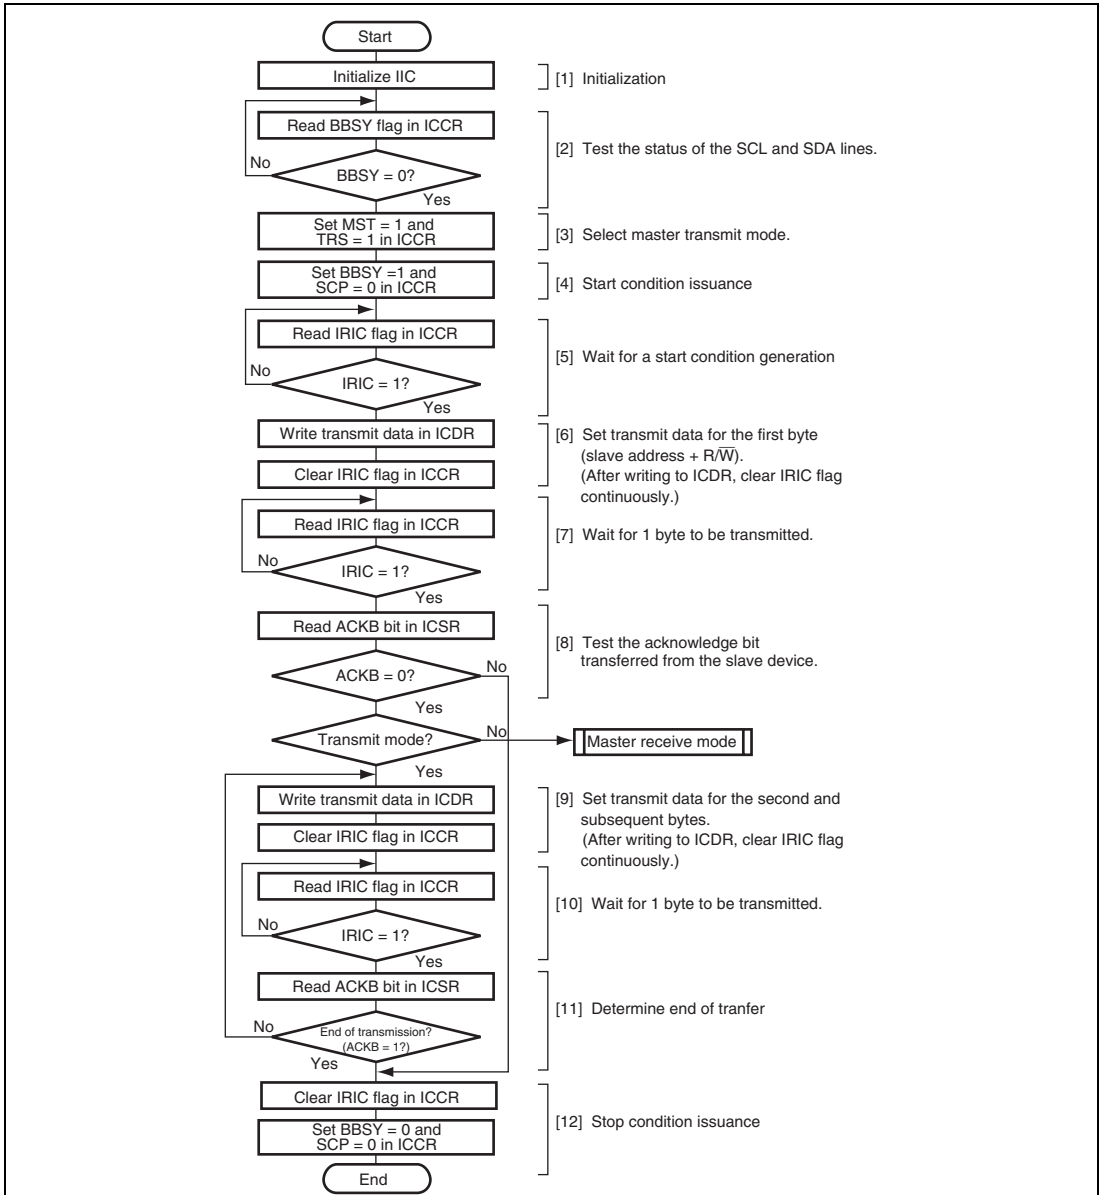 Start
Initialize IIC
[1] Initialization
Read BBSY flag in ICCR
[2] Test the status of the SCL and SDA lines.
No
BBSY = 0?
Yes
Set MST = 1 and
TRS = 1 in ICCR
[3] Select master transmit mode.
Set BBSY =1 and
SCP = 0 in ICCR
[4] Start condition issuance
Read IRIC flag in ICCR
[5] Wait for a start condition generation
No
IRIC = 1?
Yes
Write transmit data in ICDR
Clear IRIC flag in ICCR
[6] Set transmit data for the first byte
(slave address + R/W̅).
(After writing to ICDR, clear IRIC flag
continuously.)
Read IRIC flag in ICCR
[7] Wait for 1 byte to be transmitted.
No
IRIC = 1?
Yes
Read ACKB bit in ICSR
[8] Test the acknowledge bit
transferred from the slave device.
ACKB = 0?
No
Yes
Transmit mode?
No
Master receive mode
Yes
Write transmit data in ICDR
Clear IRIC flag in ICCR
[9] Set transmit data for the second and
subsequent bytes.
(After writing to ICDR, clear IRIC flag
continuously.)
Read IRIC flag in ICCR
[10] Wait for 1 byte to be transmitted.
No
IRIC = 1?
Yes
Read ACKB bit in ICSR
[11] Determine end of tranfer
No
End of transmission?
(ACKB = 1?)
Yes
Clear IRIC flag in ICCR
[12] Stop condition issuance
Set BBSY = 0 and
SCP = 0 in ICCR
End